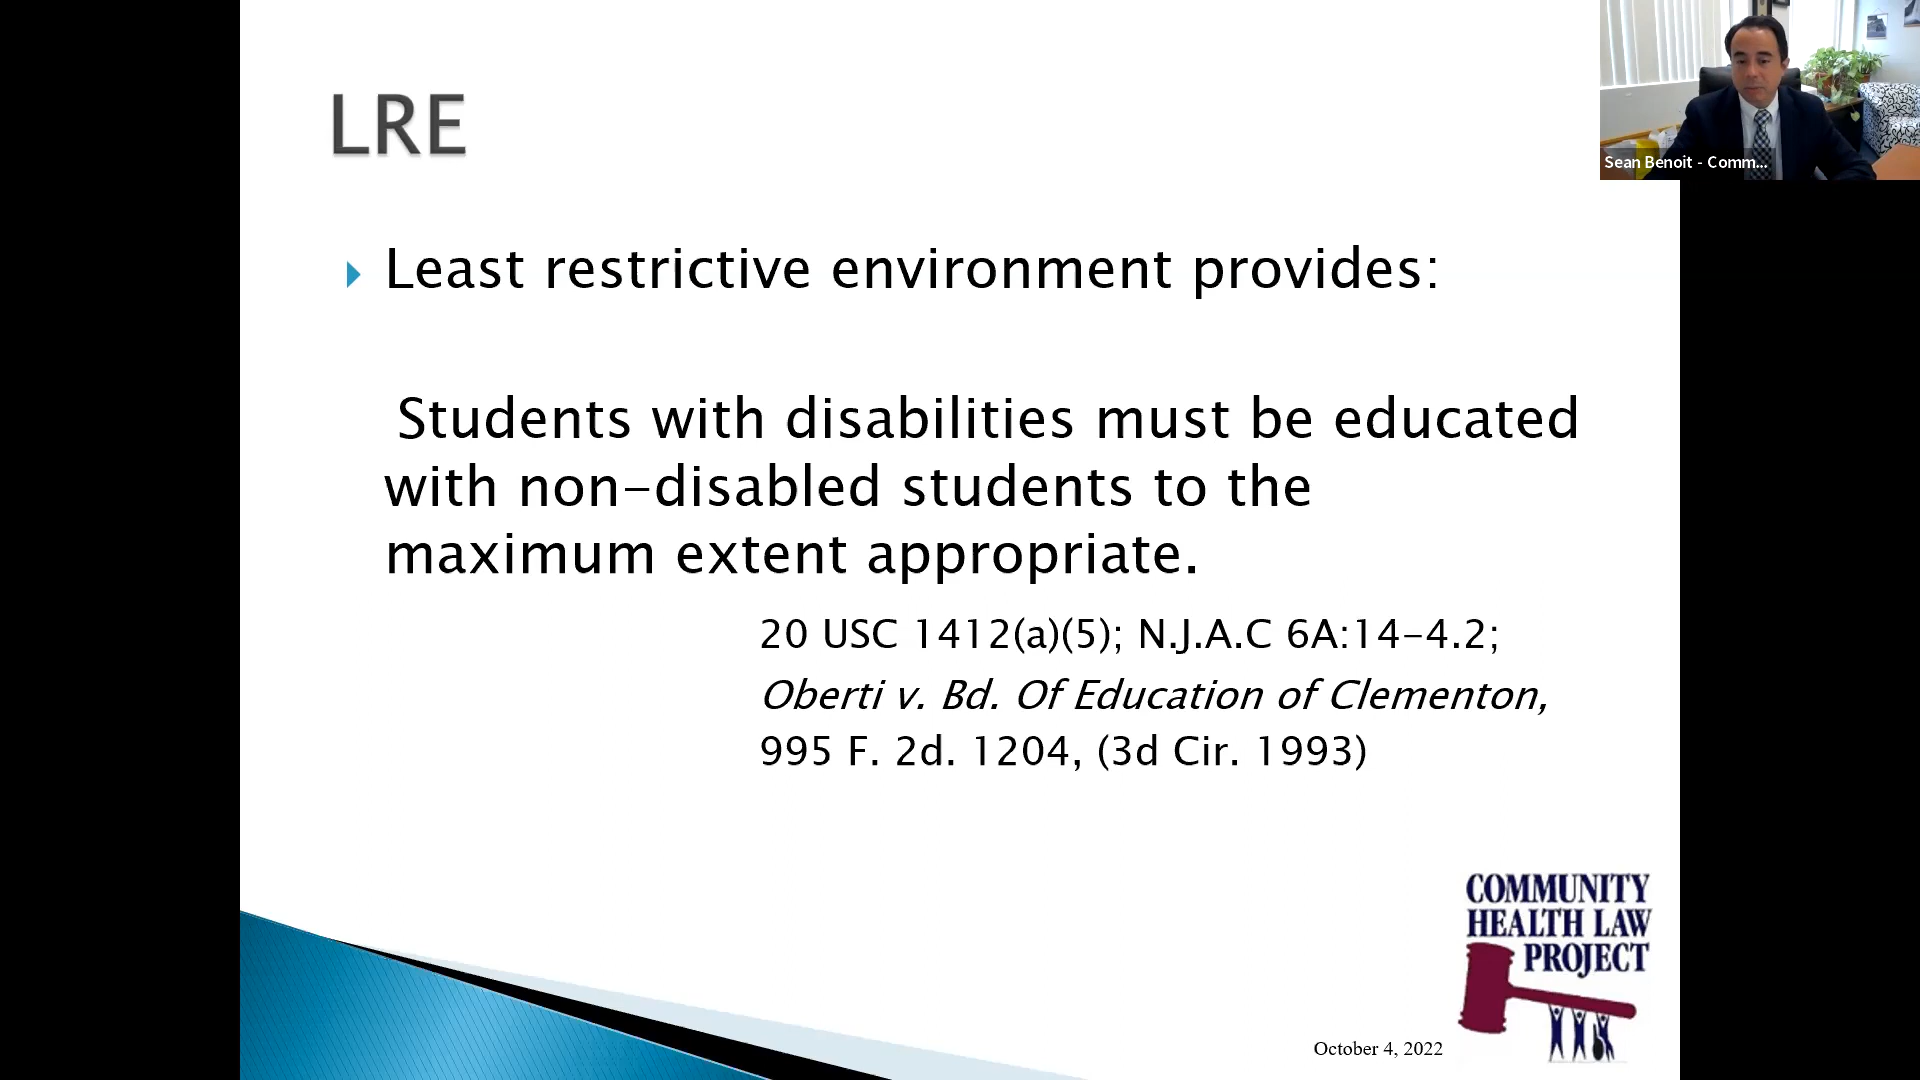 LRE
Sean Benoit - Comm...
Least restrictive environment provides:
Students with disabilities must be educated
with non-disabled students to the
maximum extent appropriate.
20 USC 1412(a)(5); N.J.A.C 6A:14-4.2;
Oberti v. Bd. Of Education of Clementon,
995 F. 2d. 1204, (3d Cir. 1993)
COMMUNITY
HEALTH LAW
PROJECT
October 4, 2022